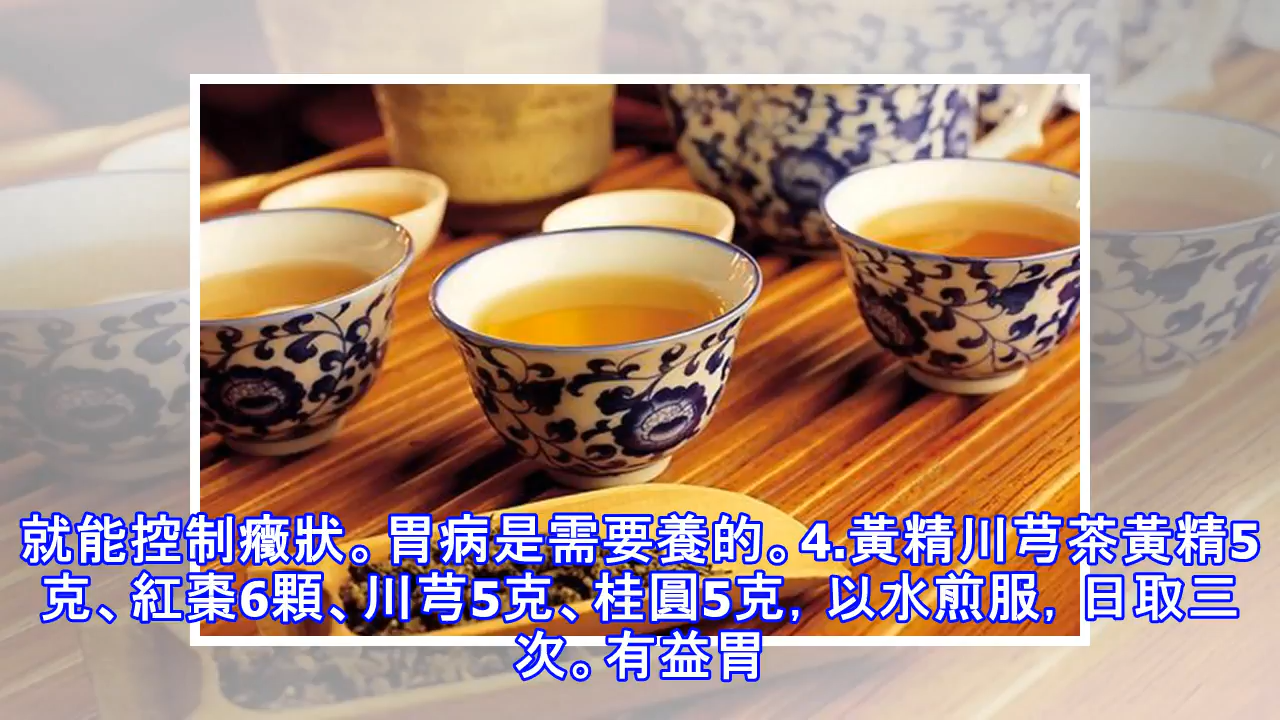 就能控制癥狀。胃病是需要養的。4.黃精川芎茶黃精5
克、紅棗6顆、川芎5克、桂圓5克，以水煎服，日取三
次。有益胃